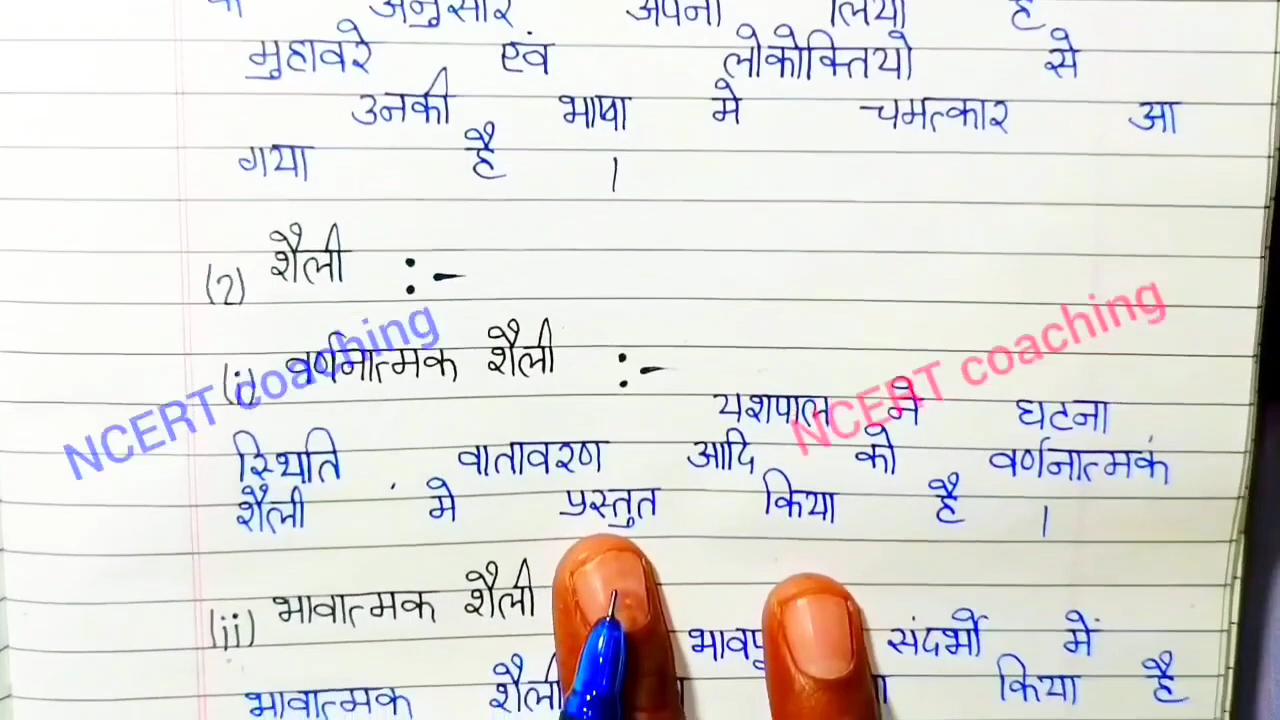 अनुसार अपना लिया है
मुहावरे एवं लोकोक्तियो से
उनकी भाषा मे चमत्कार आ
गया है ।
(2) शैली :-
(i) वर्णनात्मक शैली :-
यशपाल ने घटना
स्थिति वातावरण आदि को वर्णनात्मक
शैली मे प्रस्तुत किया है ।
(ii) भावात्मक शैली
संदर्भो में
भावात्मक शैली किया है
NCERT coaching
NCERT coaching